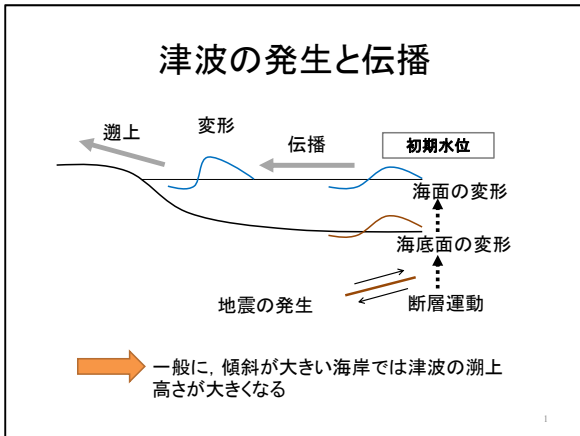 津波の発生と伝播
遡上
変形
伝播
初期水位
海面の変形
海底面の変形
地震の発生
断層運動
一般に，傾斜が大きい海岸では津波の溯上
高さが大きくなる
1